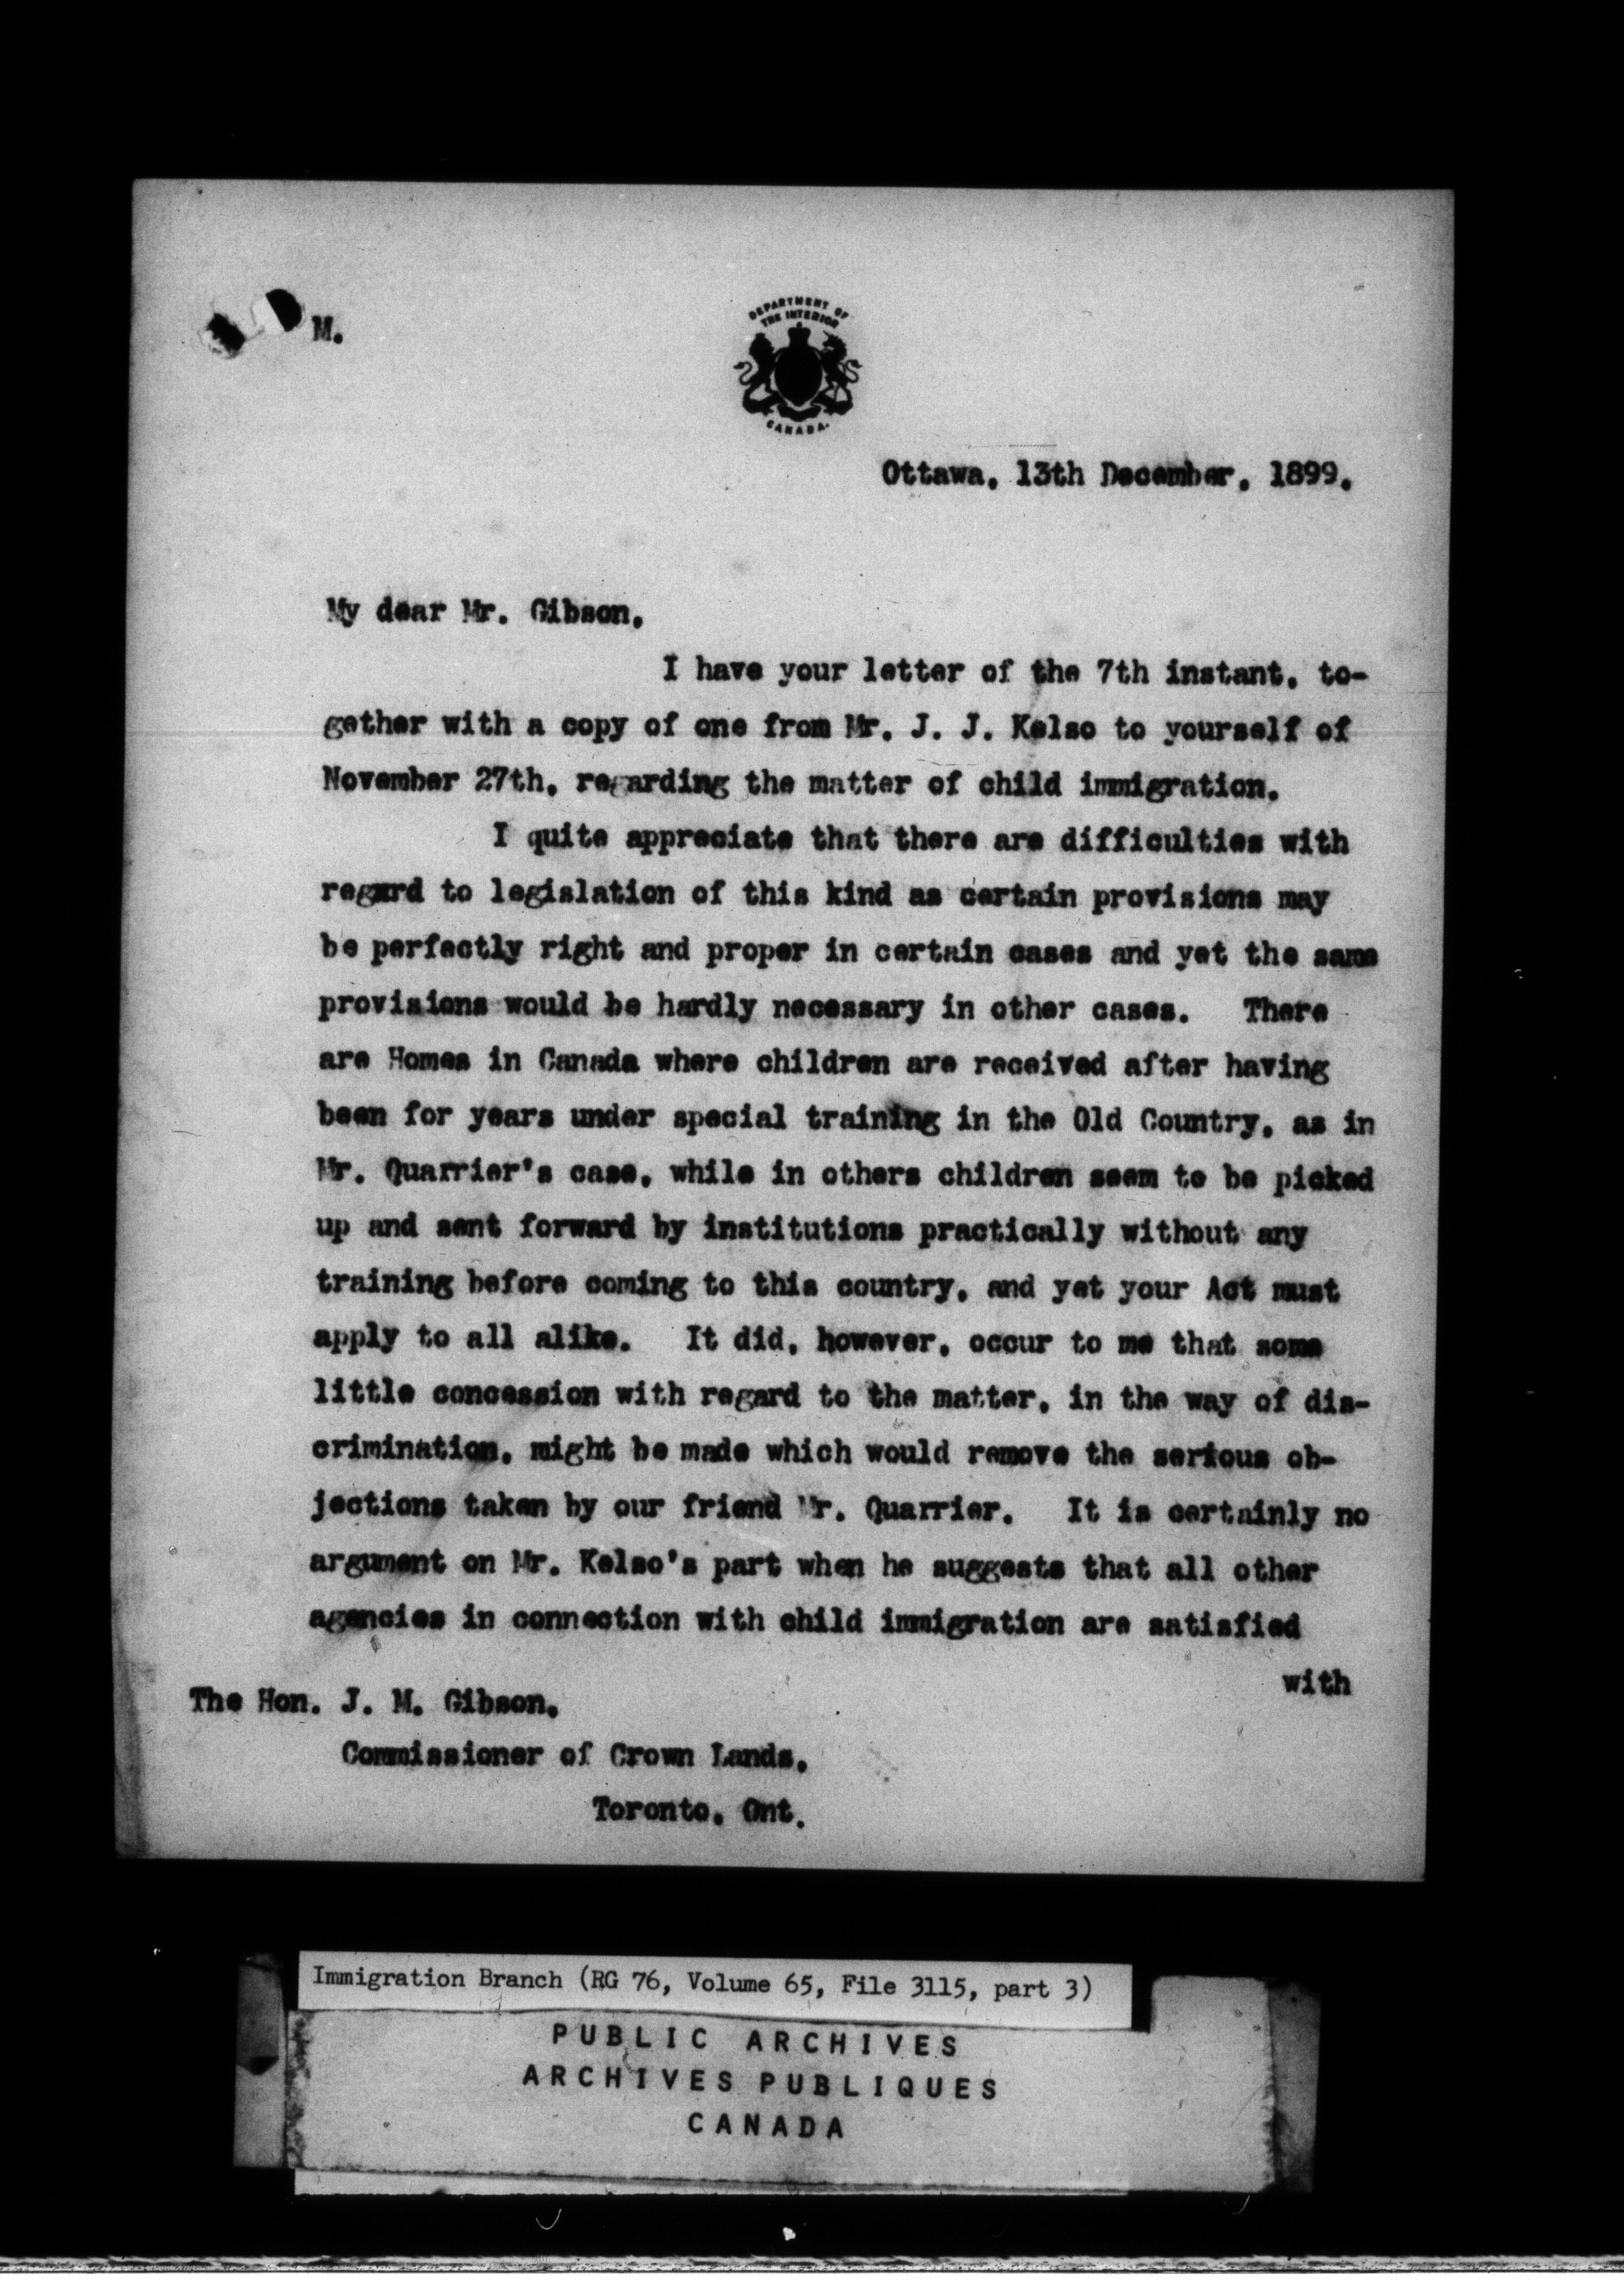 M.
DEPARTMENT OF
THE INTERIOR
CANADA.
Ottawa, 13th December, 1899.
My dear Mr. Gibson,
I have your letter of the 7th instant, to-
gether with a copy of one from Mr. J. J. Kelso to yourself of
November 27th, regarding the matter of child immigration.
I quite appreciate that there are difficulties with
regard to legislation of this kind as certain provisions may
be perfectly right and proper in certain cases and yet the same
provisions would be hardly necessary in other cases. There
are Homes in Canada where children are received after having
been for years under special training in the Old Country, as in
Mr. Quarrier's case, while in others children seem to be picked
up and sent forward by institutions practically without any
training before coming to this country, and yet your Act must
apply to all alike. It did, however, occur to me that some
little concession with regard to the matter, in the way of dis-
crimination, might be made which would remove the serious ob-
jections taken by our friend Mr. Quarrier. It is certainly no
argument on Mr. Kelso's part when he suggests that all other
agencies in connection with child immigration are satisfied
with
The Hon. J. M. Gibson,
Commissioner of Crown Lands,
Toronto, Ont.
Immigration Branch (RG 76, Volume 65, File 3115, part 3)
PUBLIC ARCHIVES
ARCHIVES PUBLIQUES
CANADA